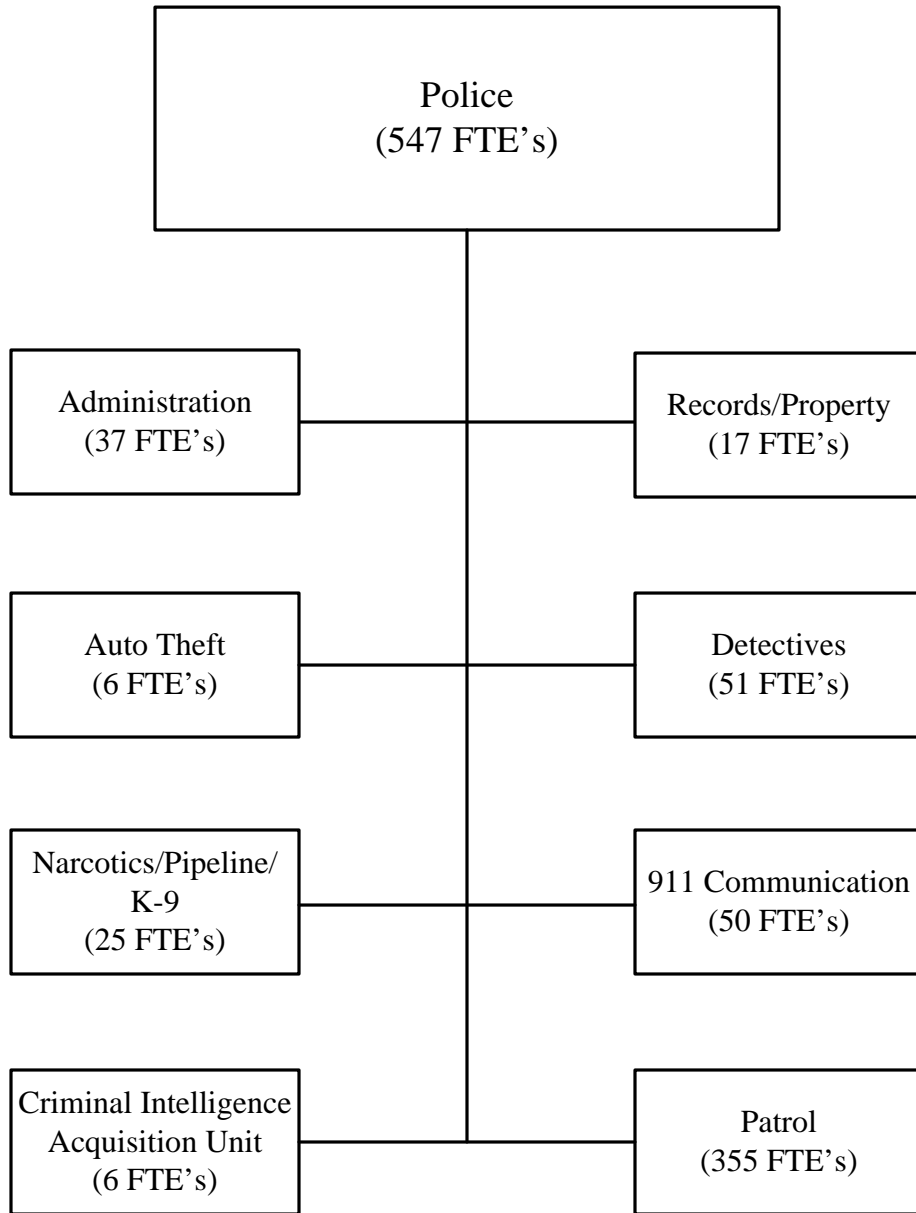 Police
(547 FTE’s)
Administration
(37 FTE’s)
Records/Property
(17 FTE’s)
Auto Theft
(6 FTE’s)
Detectives
(51 FTE’s)
Narcotics/Pipeline/
K-9
(25 FTE’s)
911 Communication
(50 FTE’s)
Criminal Intelligence
Acquisition Unit
(6 FTE’s)
Patrol
(355 FTE’s)